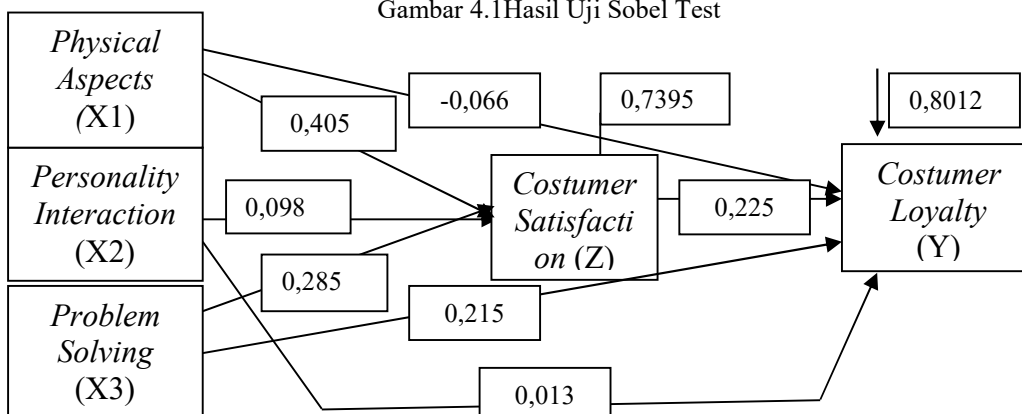 Gambar 4.1Hasil Uji Sobel Test
Physical
Aspects
(X1)
-0,066
0,7395
0,8012
0,405
Personality
Interaction
(X2)
0,098
Costumer
Satisfacti
on (Z)
0,225
Costumer
Loyalty
(Y)
0,285
0,215
Problem
Solving
(X3)
0,013